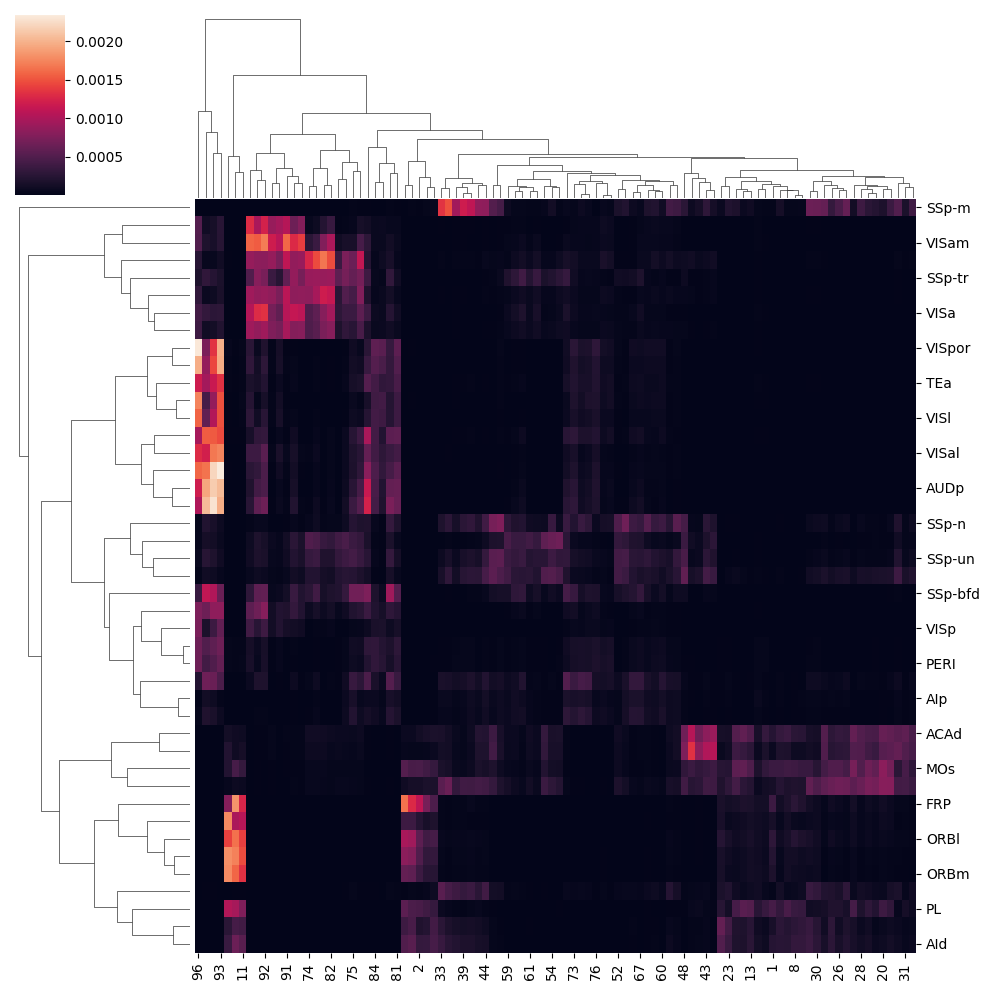 0.0020
0.0015
0.0010
0.0005
SSp-m
VISam
SSp-tr
VISa
VISpor
TEa
VISl
VISal
AUDp
SSp-n
SSp-un
SSp-bfd
VISp
PERI
AIp
ACAd
MOs
FRP
ORBl
ORBm
PL
AId
96 93 11 92 91 74 82 75 84 81 2 33 39 44 59 61 54 73 76 52 67 60 48 43 23 13 1 8 30 26 28 20 31